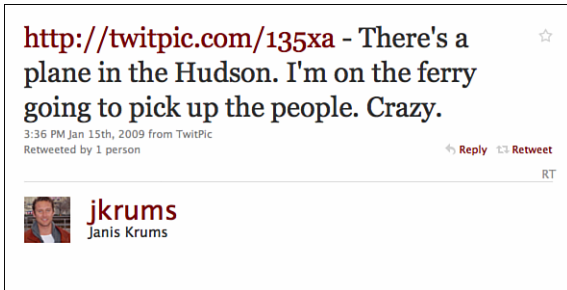 http://twitpic.com/135xa - There's a
plane in the Hudson. I'm on the ferry
going to pick up the people. Crazy.
3:36 PM Jan 15th, 2009 from TwitPic
Retweeted by 1 person
Reply Retweet
RT
jkrums
Janis Krums